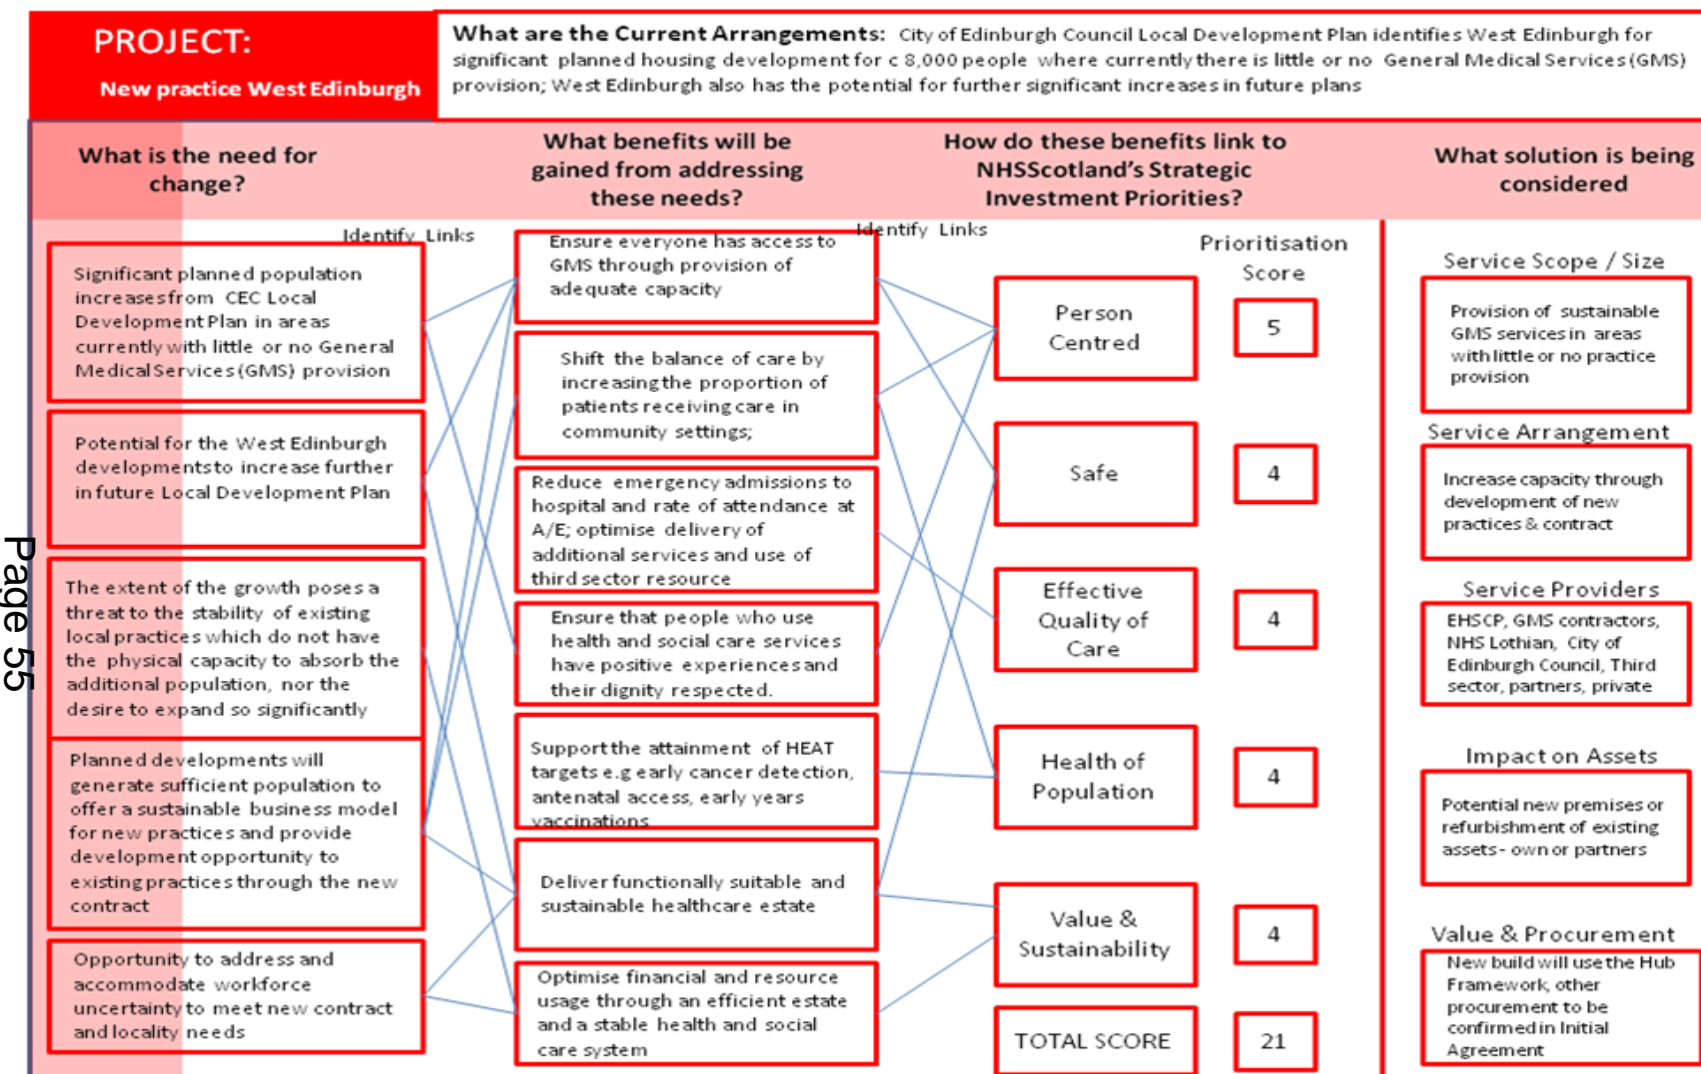 PROJECT:
New practice West Edinburgh
What are the Current Arrangements: City of Edinburgh Council Local Development Plan identifies West Edinburgh for
significant planned housing development for c 8,000 people where currently there is little or no General Medical Services (GMS)
provision; West Edinburgh also has the potential for further significant increases in future plans
What is the need for
change?
What benefits will be
gained from addressing
these needs?
How do these benefits link to
NHSScotland's Strategic
Investment Priorities?
What solution is being
considered
Identify Links
Significant planned population
increases from CEC Local
Development Plan in areas
currently with little or no General
Medical Services (GMS) provision
Potential for the West Edinburgh
developments to increase further
in future Local Development Plan
The extent of the growth poses a
threat to the stability of existing
local practices which do not have
the physical capacity to absorb the
additional population, nor the
desire to expand so significantly
Planned developments will
generate sufficient population to
offer a sustainable business model
for new practices and provide
development opportunity to
existing practices through the new
contract
Opportunity to address and
accommodate workforce
uncertainty to meet new contract
and locality needs
Identify Links
Ensure everyone has access to
GMS through provision of
adequate capacity
Shift the balance of care by
increasing the proportion of
patients receiving care in
community settings;
Reduce emergency admissions to
hospital and rate of attendance at
A/E; optimise delivery of
additional services and use of
third sector resource
Ensure that people who use
health and social care services
have positive experiences and
their dignity respected.
Support the attainment of HEAT
targets e.g early cancer detection,
antenatal access, early years
vaccinations
Deliver functionally suitable and
sustainable healthcare estate
Optimise financial and resource
usage through an efficient estate
and a stable health and social
care system
Prioritisation
Score
Person
Centred
5
Safe
4
Effective
Quality of
Care
4
Health of
Population
4
Value &
Sustainability
4
TOTAL SCORE
21
Service Scope / Size
Provision of sustainable
GMS services in areas
with little or no practice
provision
Service Arrangement
Increase capacity through
development of new
practices & contract
Service Providers
EHSCP, GMS contractors,
NHS Lothian, City of
Edinburgh Council, Third
sector, partners, private
Impact on Assets
Potential new premises or
refurbishment of existing
assets - own or partners
Value & Procurement
New build will use the Hub
Framework, other
procurement to be
confirmed in Initial
Agreement
Page 55